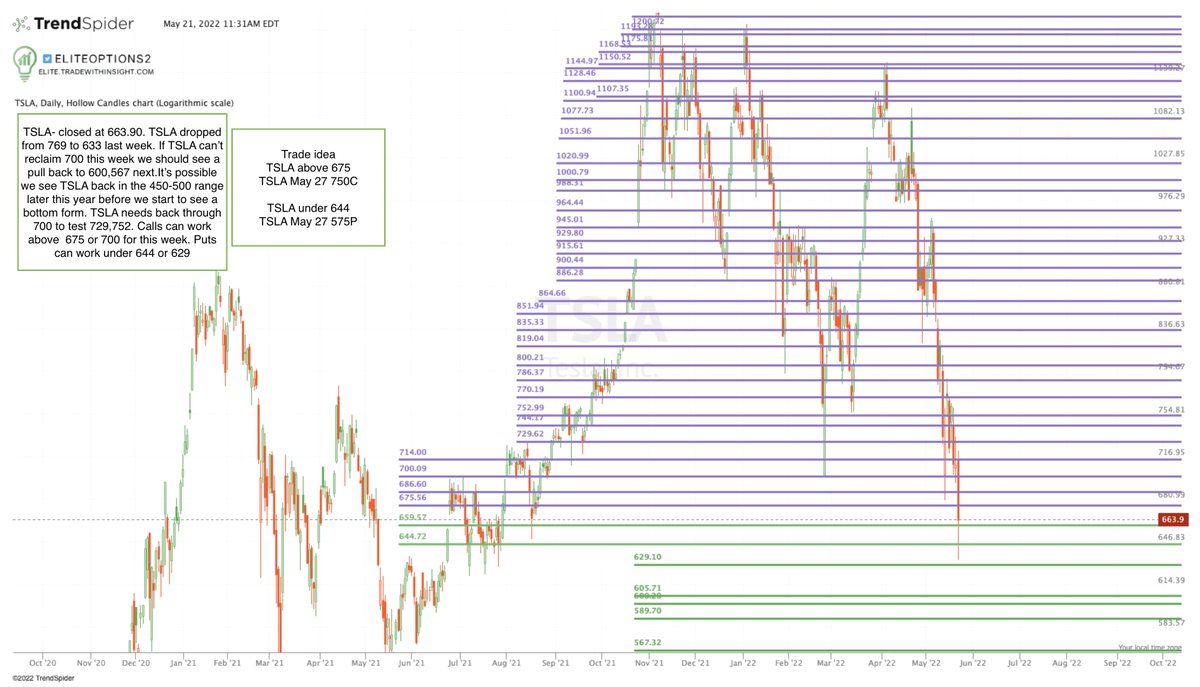 TrendSpider
May 21, 2022 11:31AM EDT
ELITEOPTIONS2
ELITE.TRADEWITHINSIGHT.COM
TSLA, Daily, Hollow Candles chart (Logarithmic scale)
TSLA- closed at 663.90. TSLA dropped
from 769 to 633 last week. If TSLA can't
reclaim 700 this week we should see a
pull back to 600,567 next.It's possible
we see TSLA back in the 450-500 range
later this year before we start to see a
bottom form. TSLA needs back through
700 to test 729,752. Calls can work
above 675 or 700 for this week. Puts
can work under 644 or 629
Trade idea
TSLA above 675
TSLA May 27 750C
TSLA under 644
TSLA May 27 575P
TSLA
Tesla Inc.
1193.28
1175.81
1168.53
1150.52
1144.97
1128.46
1107.35
1100.94
1077.73
1051.96
1020.99
1000.79
988.31
964.44
945.01
929.80
915.61
900.44
886.28
864.66
851.94
835.33
819.04
800.21
786.37
770.19
752.99
744.17
729.62
714.00
700.09
686.60
675.56
659.57
644.72
629.10
605.71
589.70
567.32
1082.13
1027.85
976.29
927.33
880.81
836.63
794.67
754.81
716.95
680.99
663.9
646.83
614.39
583.57
Your local time zone
Oct '20 Nov '20 Dec '20 Jan '21 Feb '21 Mar '21 Apr '21 May '21 Jun '21 Jul '21 Aug '21 Sep '21 Oct '21 Nov '21 Dec '21 Jan '22 Feb '22 Mar '22 Apr '22 May '22 Jun '22 Jul '22 Aug '22 Sep '22 Oct '22
©2022 TrendSpider